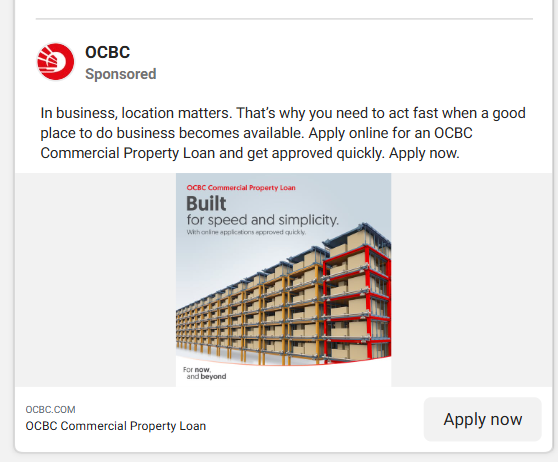 OCBC
Sponsored
In business, location matters. That's why you need to act fast when a good
place to do business becomes available. Apply online for an OCBC
Commercial Property Loan and get approved quickly. Apply now.
OCBC Commercial Property Loan
Built
for speed and simplicity.
With online applications approved quickly.
For now,
and beyond
OCBC.COM
OCBC Commercial Property Loan
Apply now